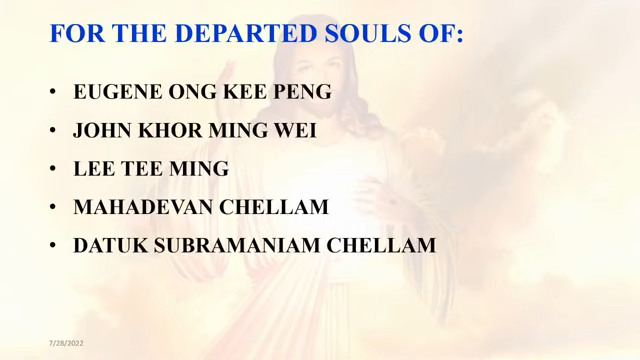 FOR THE DEPARTED SOULS OF:
• EUGENE ONG KEE PENG
• JOHN KHOR MING WEI
• LEE TEE MING
• MAHADEVAN CHELLAM
• DATUK SUBRAMANIAM CHELLAM
7/28/2022